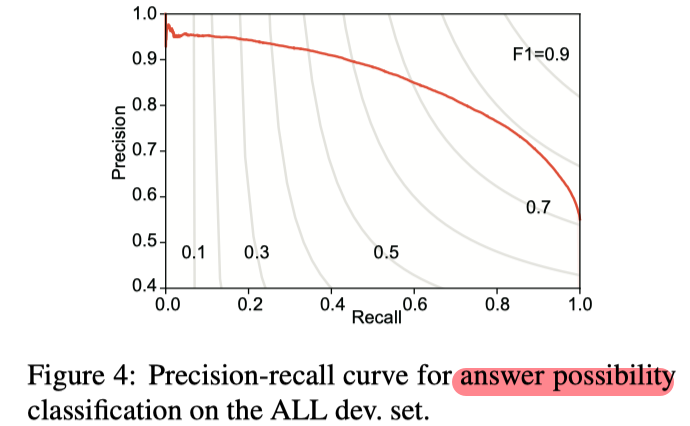 1.0
0.9
F1=0.9
0.8
Precision
0.7
0.6
0.7
0.5
0.1 0.3 0.5
0.4
0.0 0.2 0.4 0.6 0.8 1.0
Recall
Figure 4: Precision-recall curve for answer possibility
classification on the ALL dev. set.